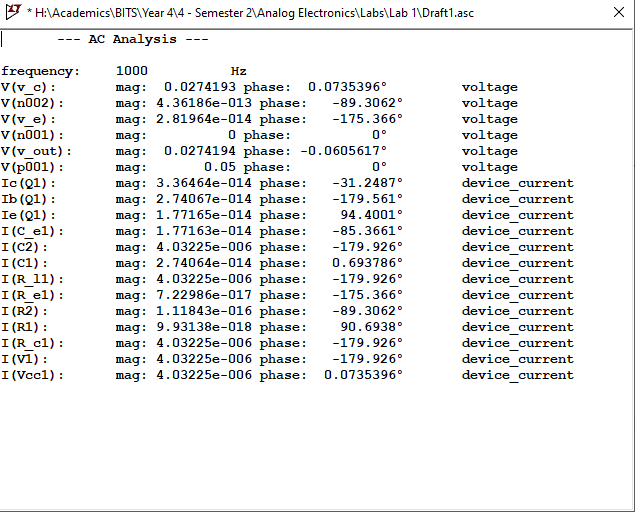 * H:\Academics\BITS\Year 4\4 - Semester 2\Analog Electronics\Labs\Lab 1\Draft1.asc
--- AC Analysis ---
frequency: 1000 Hz
V(v_c): mag: 0.0274193 phase: 0.0735396° voltage
V(n002): mag: 4.36186e-013 phase: -89.3062° voltage
V(v_e): mag: 2.81964e-014 phase: -175.366° voltage
V(n001): mag: 0 phase: 0° voltage
V(v_out): mag: 0.0274194 phase: -0.0605617° voltage
V(p001): mag: 0.05 phase: 0° voltage
Ic(Q1): mag: 3.36464e-014 phase: -31.2487° device_current
Ib(Q1): mag: 2.74067e-014 phase: -179.561° device_current
Ie(Q1): mag: 1.77165e-014 phase: 94.4001° device_current
I(C_e1): mag: 1.77163e-014 phase: -85.3661° device_current
I(C2): mag: 4.03225e-006 phase: -179.926° device_current
I(C1): mag: 2.74064e-014 phase: 0.693786° device_current
I(R_l1): mag: 4.03225e-006 phase: -179.926° device_current
I(R_e1): mag: 7.22986e-017 phase: -175.366° device_current
I(R2): mag: 1.11843e-016 phase: -89.3062° device_current
I(R1): mag: 9.93138e-018 phase: 90.6938° device_current
I(R_c1): mag: 4.03225e-006 phase: -179.926° device_current
I(V1): mag: 4.03225e-006 phase: -179.926° device_current
I(Vcc1): mag: 4.03225e-006 phase: 0.0735396° device_current